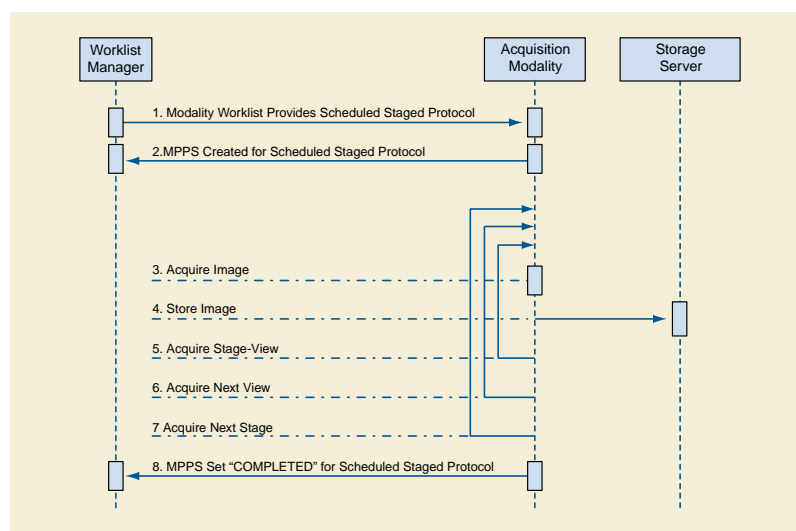 Worklist
Manager
Acquisition
Modality
Storage
Server
1. Modality Worklist Provides Scheduled Staged Protocol
2.MPPS Created for Scheduled Staged Protocol
3. Acquire Image
4. Store Image
5. Acquire Stage-View
6. Acquire Next View
7 Acquire Next Stage
8. MPPS Set “COMPLETED” for Scheduled Staged Protocol